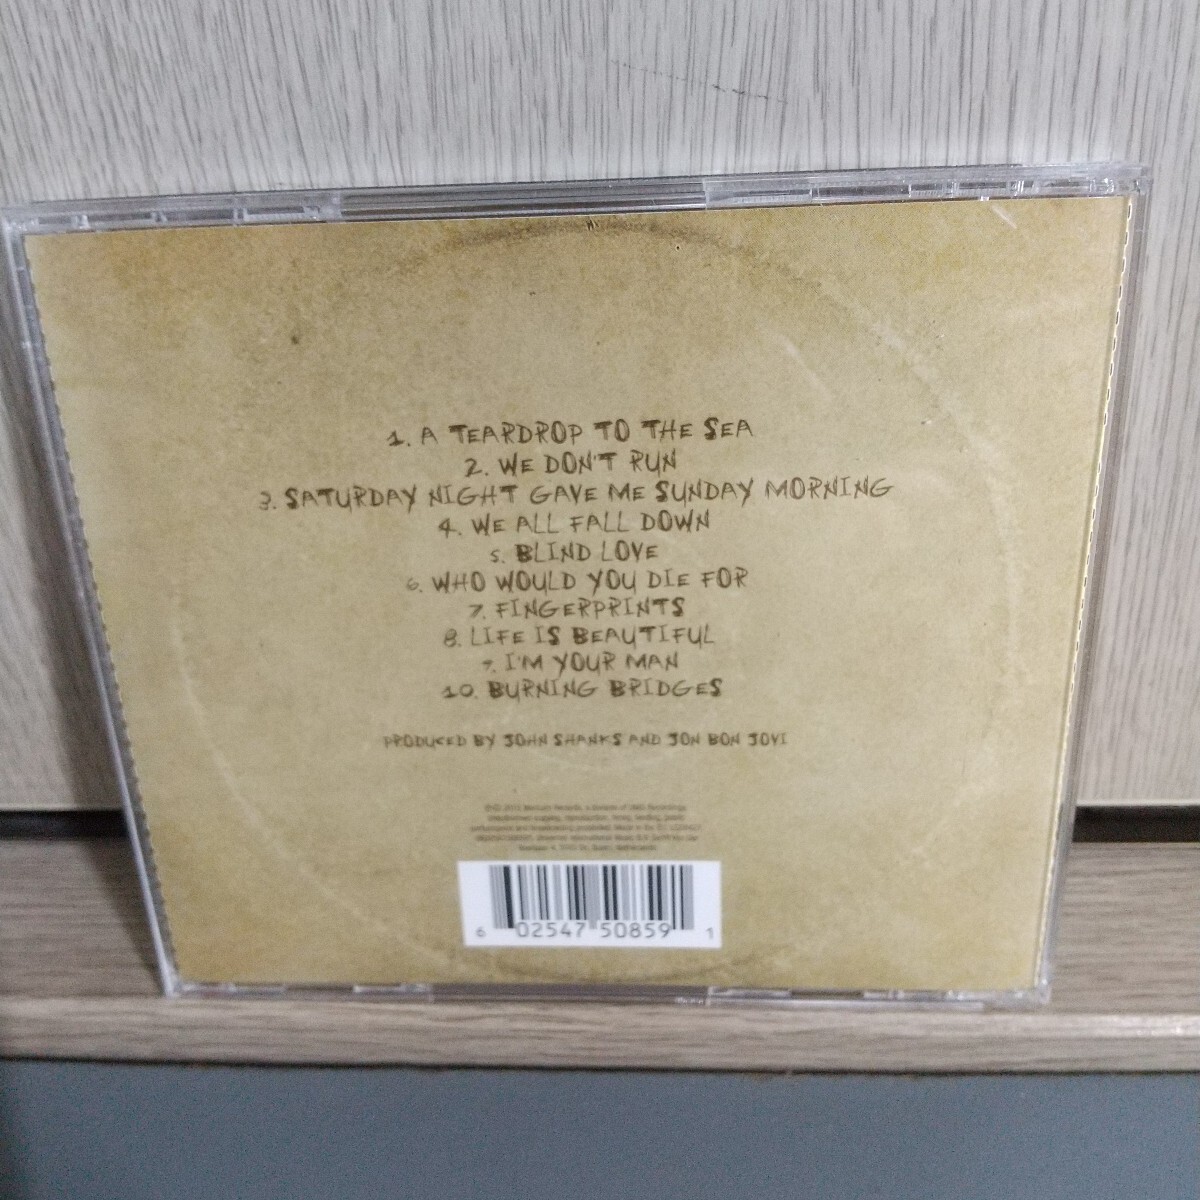 1. A TEARDROP TO THE SEA
2. WE DON'T RUN
3. SATURDAY NIGHT GAVE ME SUNDAY MORNING
4. WE ALL FALL DOWN
5. BLIND LOVE
6. WHO WOULD YOU DIE FOR
7. FINGERPRINTS
8. LIFE IS BEAUTIFUL
9. I'M YOUR MAN
10. BURNING BRIDGES
PRODUCED BY JOHN SHANKS AND JON BON JOVI
6 02547 50859 1